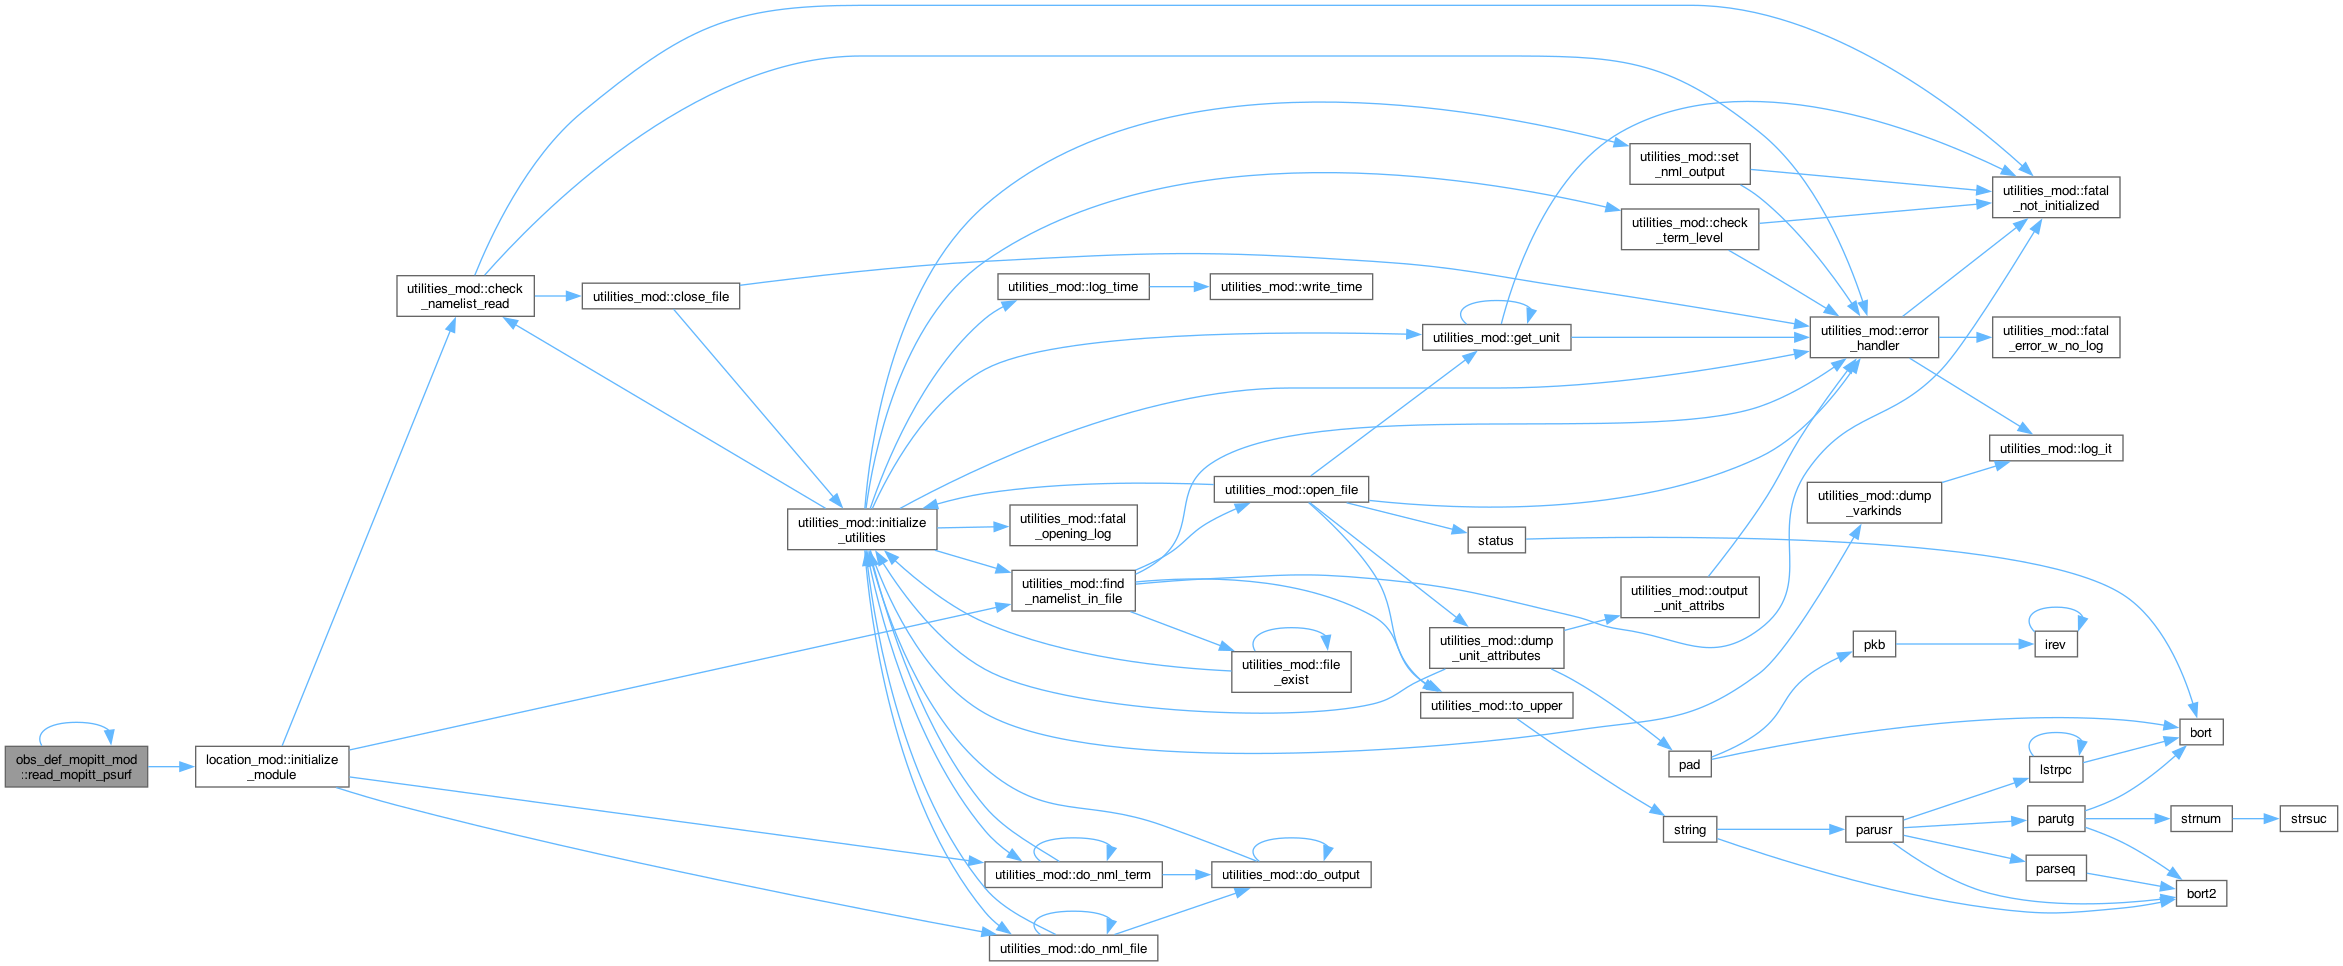 obs_def_mopitt_mod
::read_mopitt_psurf
location_mod::initialize
_module
utilities_mod::check
_namelist_read
utilities_mod::close_file
utilities_mod::initialize
_utilities
utilities_mod::log_time
utilities_mod::write_time
utilities_mod::fatal
_opening_log
utilities_mod::find
_namelist_in_file
utilities_mod::open_file
utilities_mod::file
_exist
utilities_mod::do_nml_term
utilities_mod::do_nml_file
utilities_mod::do_output
utilities_mod::get_unit
status
utilities_mod::dump
_unit_attributes
utilities_mod::to_upper
utilities_mod::set
_nml_output
utilities_mod::check
_term_level
utilities_mod::output
_unit_attribs
pad
string
utilities_mod::error
_handler
utilities_mod::dump
_varkinds
pkb
parusr
utilities_mod::fatal
_not_initialized
utilities_mod::fatal
_error_w_no_log
utilities_mod::log_it
irev
lstrpc
parutg
parseq
bort
strnum
bort2
strsuc